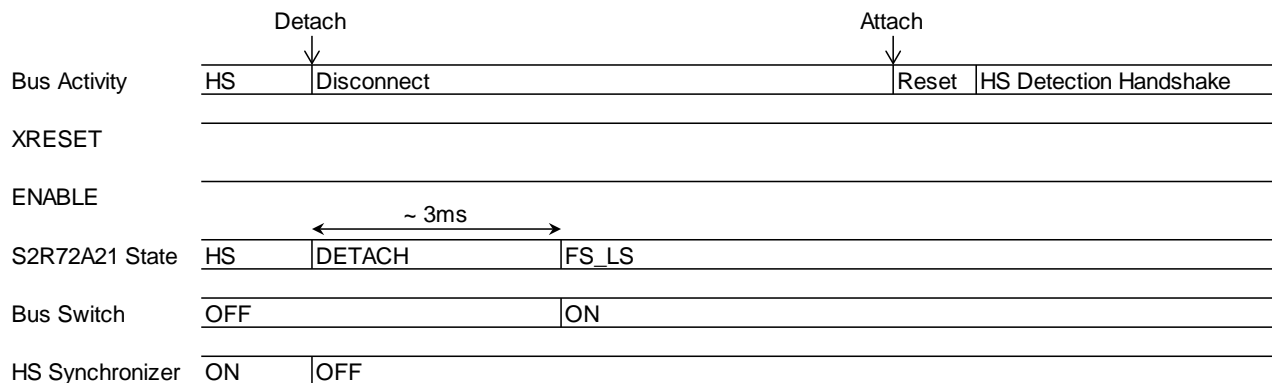 Detach Attach
Bus Activity HS Disconnect Reset HS Detection Handshake
XRESET
ENABLE
~ 3ms
S2R72A21 State HS DETACH FS_LS
Bus Switch OFF ON
HS Synchronizer ON OFF